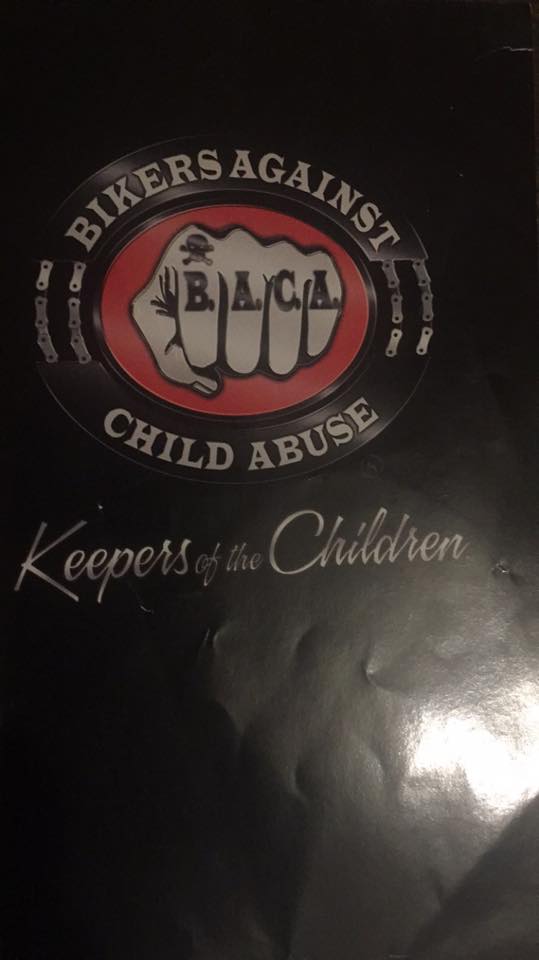 BIKERS AGAINST
B. A. C. A.
CHILD ABUSE
Keepers of the Children